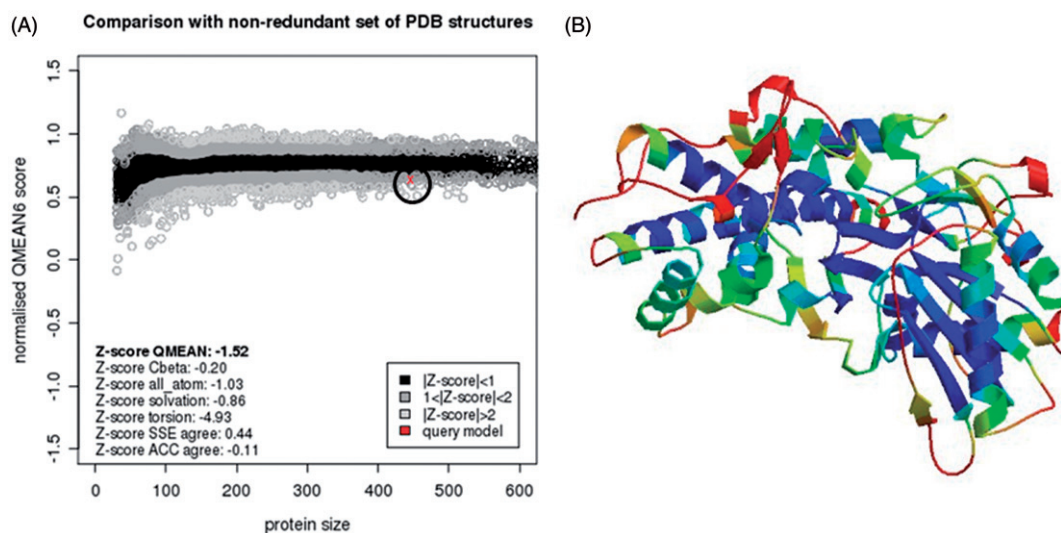 (A)
Comparison with non-redundant set of PDB structures
(B)
normalised QMEAN6 score
1.5
1.0
0.5
0.0
-0.5
-1.0
-1.5
Z-score QMEAN: -1.52
Z-score Cbeta: -0.20
Z-score all_atom: -1.03
Z-score solvation: -0.86
Z-score torsion: -4.93
Z-score SSE agree: 0.44
Z-score ACC agree: -0.11
|Z-score|<1
1<|Z-score|<2
|Z-score|>2
query model
0 100 200 300 400 500 600
protein size